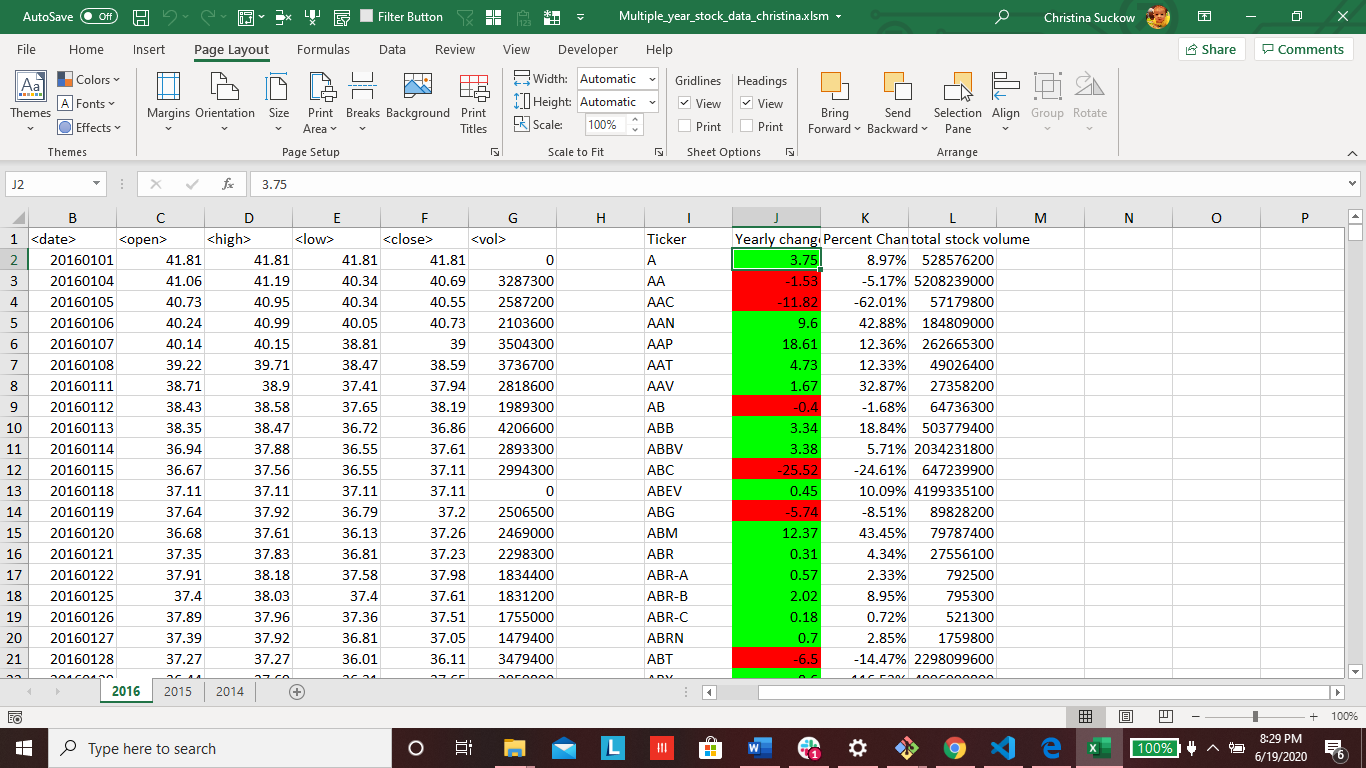 AutoSave Off Filter Button Multiple_year_stock_data_christina.xlsm Christina Suckow
File Home Insert Page Layout Formulas Data Review View Developer Help Share Comments
Themes Colors Fonts Effects Margins Orientation Size Print Area Breaks Background Print Titles Width: Automatic Height: Automatic Scale: 100% Gridlines View Print Headings View Print Bring Forward Send Backward Selection Pane Align Group Rotate
Themes Page Setup Scale to Fit Sheet Options Arrange
J2 fx 3.75
B C D E F G H I J K L M N O P
1 <date> <open> <high> <low> <close> <vol> Ticker Yearly change Percent Chan total stock volume
2 20160101 41.81 41.81 41.81 41.81 0 A 3.75 8.97% 528576200
3 20160104 41.06 41.19 40.34 40.69 3287300 AA -1.53 -5.17% 5208239000
4 20160105 40.73 40.95 40.34 40.55 2587200 AAC -11.82 -62.01% 57179800
5 20160106 40.24 40.99 40.05 40.73 2103600 AAN 9.6 42.88% 184809000
6 20160107 40.14 40.15 38.81 39 3504300 AAP 18.61 12.36% 262665300
7 20160108 39.22 39.71 38.47 38.59 3736700 AAT 4.73 12.33% 49026400
8 20160111 38.71 38.9 37.41 37.94 2818600 AAV 1.67 32.87% 27358200
9 20160112 38.43 38.58 37.65 38.19 1989300 AB -0.4 -1.68% 64736300
10 20160113 38.35 38.47 36.72 36.86 4206600 ABB 3.34 18.84% 503779400
11 20160114 36.94 37.88 36.55 37.61 2893300 ABBV 3.38 5.71% 2034231800
12 20160115 36.67 37.56 36.55 37.11 2994300 ABC -25.52 -24.61% 647239900
13 20160118 37.11 37.11 37.11 37.11 0 ABEV 0.45 10.09% 4199335100
14 20160119 37.64 37.92 36.79 37.2 2506500 ABG -5.74 -8.51% 89828200
15 20160120 36.68 37.61 36.13 37.26 2469000 ABM 12.37 43.45% 79787400
16 20160121 37.35 37.83 36.81 37.23 2298300 ABR 0.31 4.34% 27556100
17 20160122 37.91 38.18 37.58 37.98 1834400 ABR-A 0.57 2.33% 792500
18 20160125 37.4 38.03 37.4 37.61 1831200 ABR-B 2.02 8.95% 795300
19 20160126 37.89 37.96 37.36 37.51 1755000 ABR-C 0.18 0.72% 521300
20 20160127 37.39 37.92 36.81 37.05 1479400 ABRN 0.7 2.85% 1759800
21 20160128 37.27 37.27 36.01 36.11 3479400 ABT -6.5 -14.47% 2298099600
2016 2015 2014
100%
Type here to search L W 1 X 100% 8:29 PM
6/19/2020 6